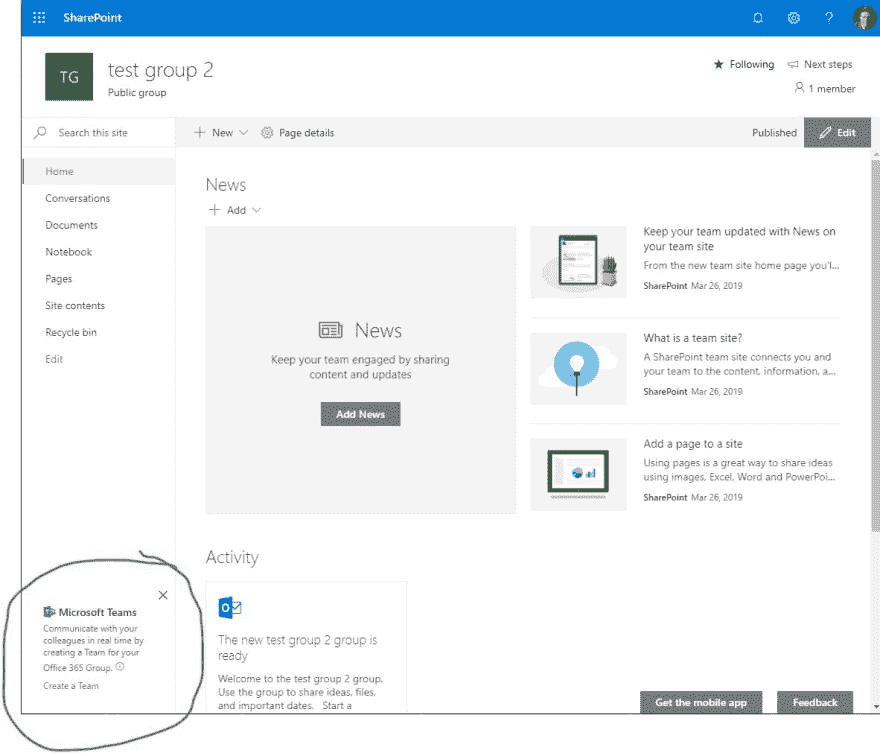 SharePoint
?
TG
test group 2
Public group
Following
Next steps
1 member
Search this site
New
Page details
Published
Edit
Home
Conversations
Documents
Notebook
Pages
Site contents
Recycle bin
Edit
News
Add
News
Keep your team engaged by sharing
content and updates
Add News
Keep your team updated with News on
your team site
From the new team site home page you'l...
SharePoint Mar 26, 2019
What is a team site?
A SharePoint team site connects you and
your team to the content, information, a...
SharePoint Mar 26, 2019
Add a page to a site
Using pages is a great way to share ideas
using images, Excel, Word and PowerPoi...
SharePoint Mar 26, 2019
Microsoft Teams
Communicate with your
colleagues in real time by
creating a Team for your
Office 365 Group.
Create a Team
Activity
The new test group 2 group is
ready
Welcome to the test group 2 group.
Use the group to share ideas, files,
and important dates. Start a
Get the mobile app
Feedback